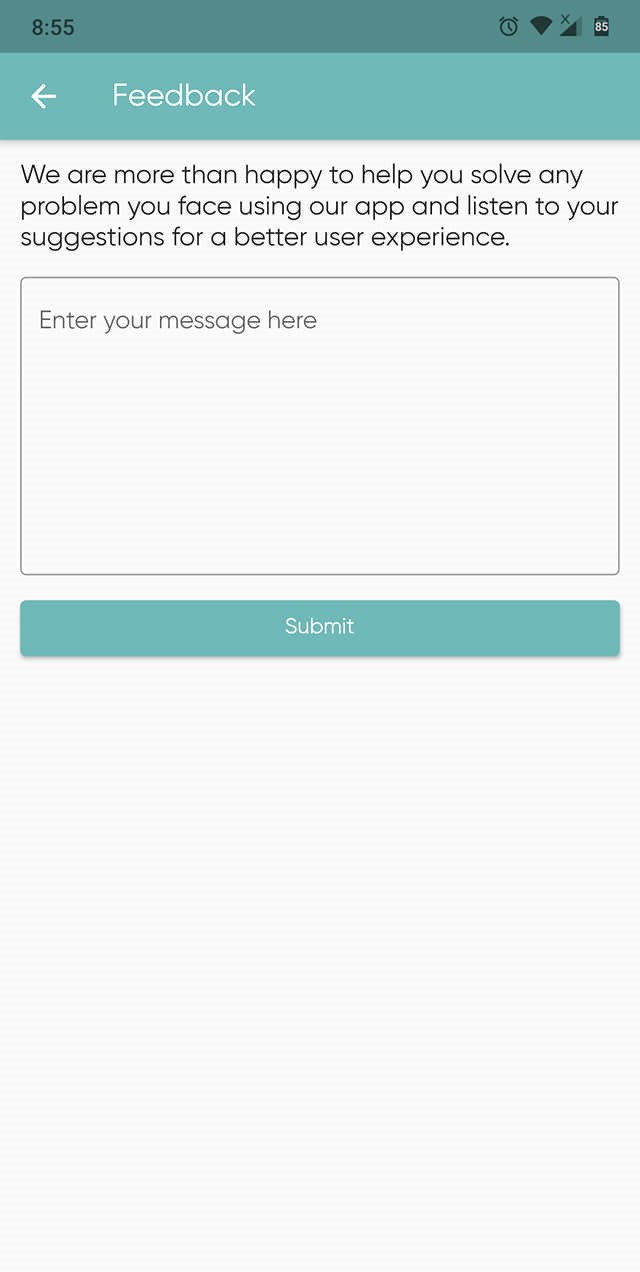 8:55
85
Feedback
We are more than happy to help you solve any
problem you face using our app and listen to your
suggestions for a better user experience.
Enter your message here
Submit